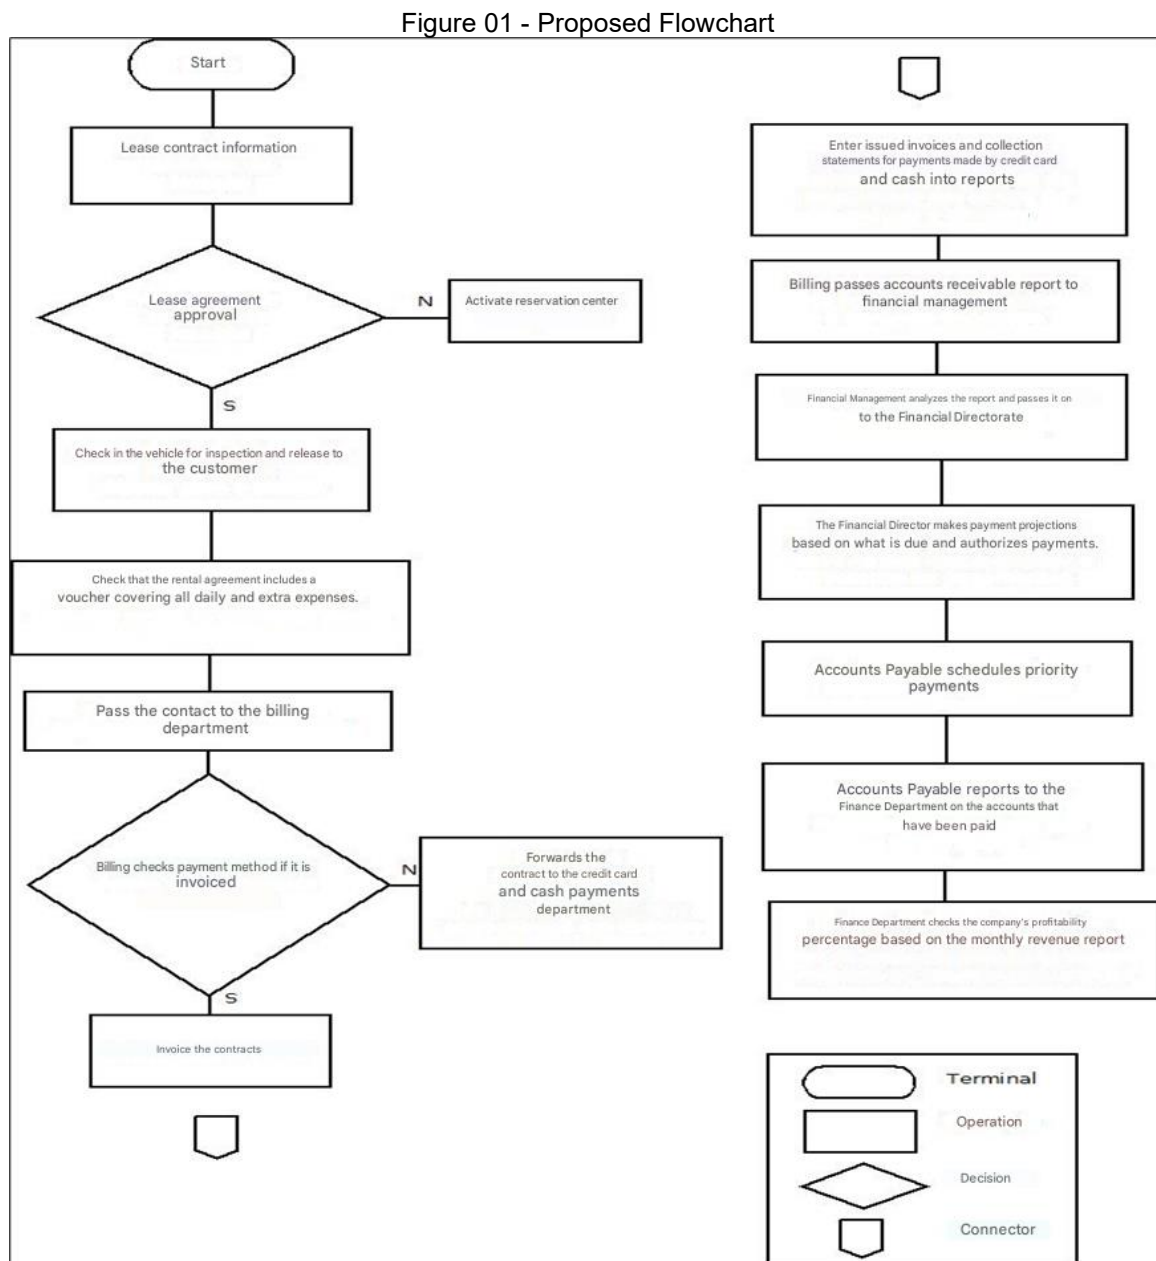 Figure 01 - Proposed Flowchart
Start
Lease contract information
Lease agreement
approval
N
Activate reservation center
S
Check in the vehicle for inspection and release to
the customer
Check that the rental agreement includes a
voucher covering all daily and extra expenses.
Pass the contact to the billing
department
Billing checks payment method if it is
invoiced
N
Forwards the
contract to the credit card
and cash payments
department
S
Invoice the contracts
Enter issued invoices and collection
statements for payments made by credit card
and cash into reports
Billing passes accounts receivable report to
financial management
Financial Management analyzes the report and passes it on
to the Financial Directorate
The Financial Director makes payment projections
based on what is due and authorizes payments.
Accounts Payable schedules priority
payments
Accounts Payable reports to the
Finance Department on the accounts that
have been paid
Finance Department checks the company's profitability
percentage based on the monthly revenue report
Terminal
Operation
Decision
Connector